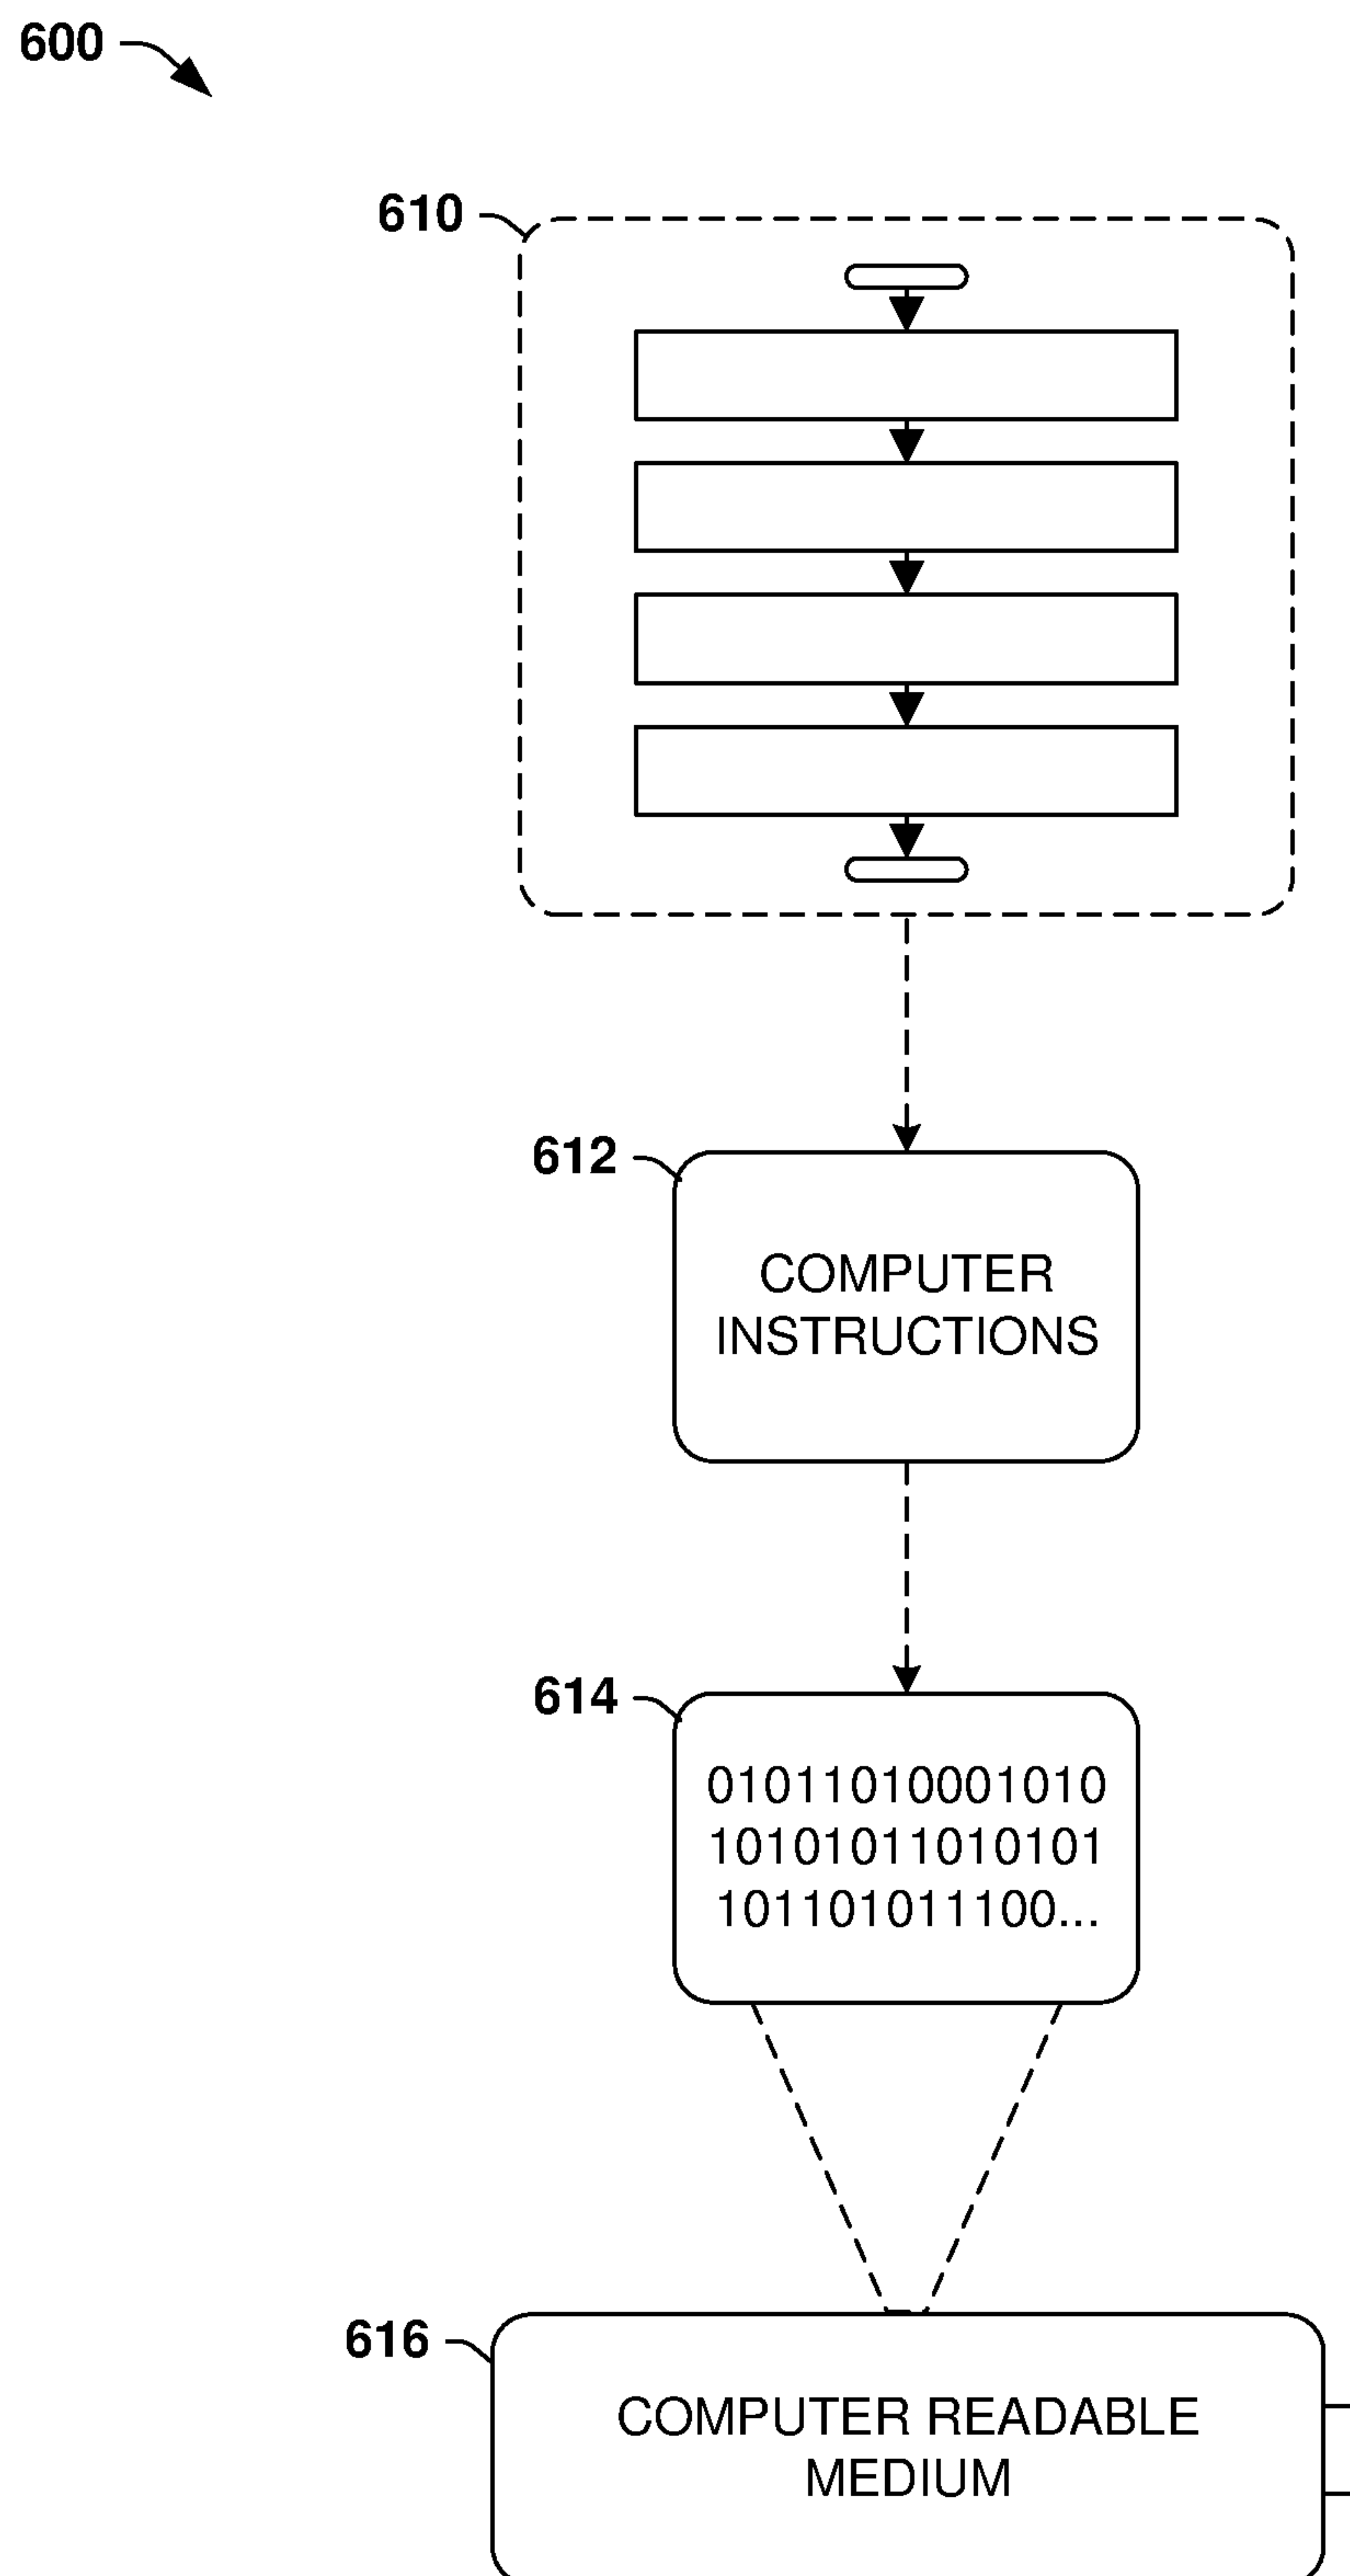 600
610
612
COMPUTER
INSTRUCTIONS
614
01011010001010
10101011010101
101101011100...
616
COMPUTER READABLE
MEDIUM